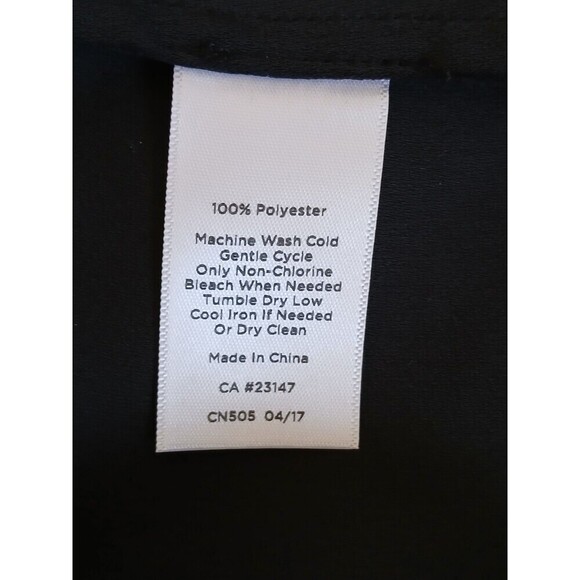 100% Polyester
Machine Wash Cold
Gentle Cycle
Only Non-Chlorine
Bleach When Needed
Tumble Dry Low
Cool Iron If Needed
Or Dry Clean
Made In China
CA #23147
CN505 04/17